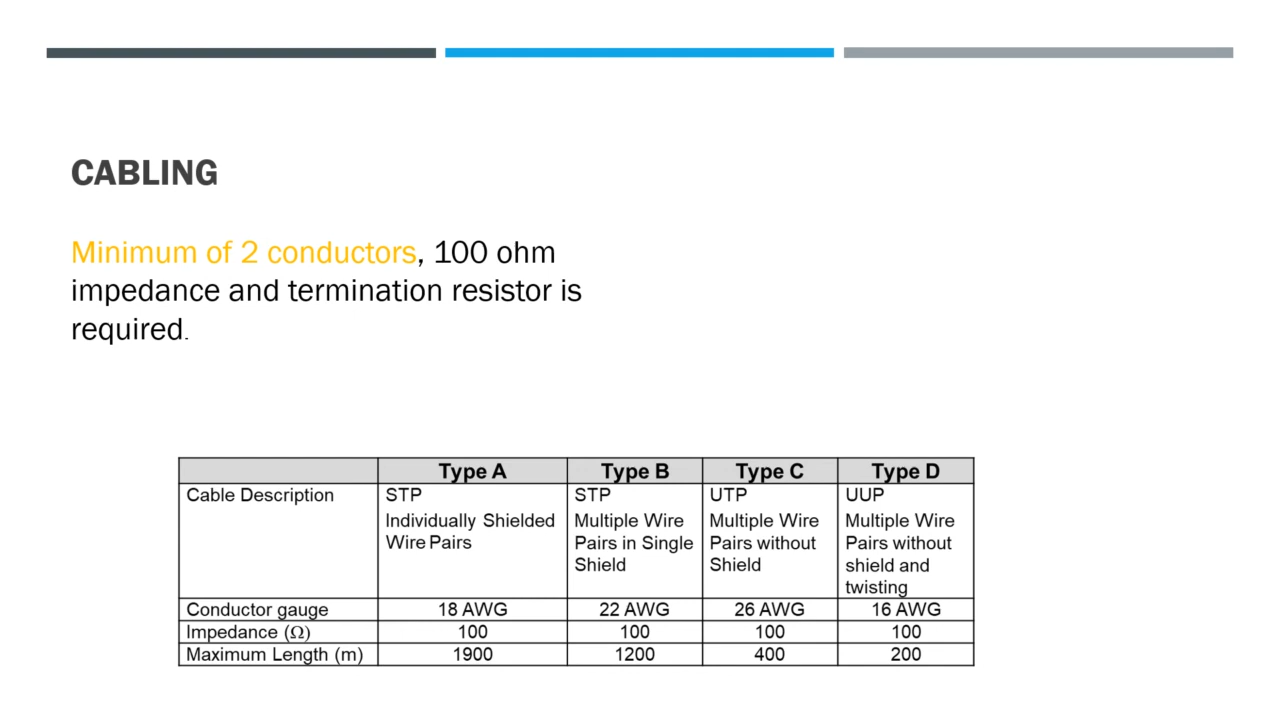 CABLING
Minimum of 2 conductors, 100 ohm
impedance and termination resistor is
required.
Type A Type B Type C Type D
Cable Description STP STP UTP UUP
Individually Shielded Multiple Wire Multiple Wire Multiple Wire
Wire Pairs Pairs in Single Pairs without Pairs without
Shield Shield shield and
twisting
Conductor gauge 18 AWG 22 AWG 26 AWG 16 AWG
Impedance (Ω) 100 100 100 100
Maximum Length (m) 1900 1200 400 200